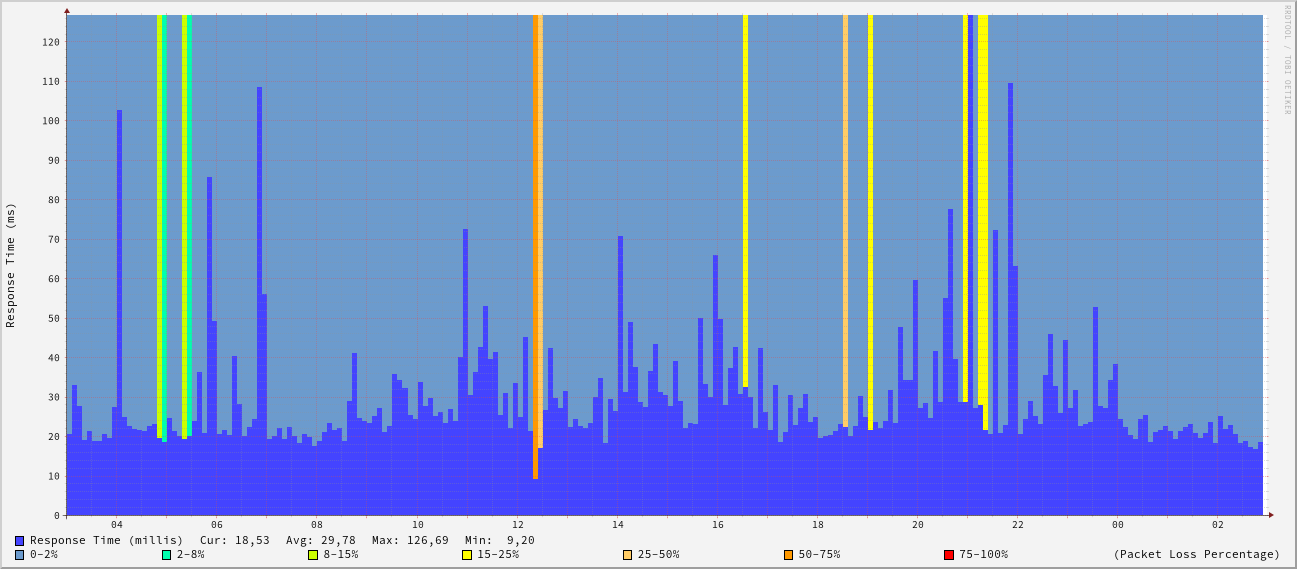 RRDTOOL / TOBI OETIKER
Response Time (ms)
120
110
100
90
80
70
60
50
40
30
20
10
0
04 06 08 10 12 14 16 18 20 22 00 02
Response Time (millis) Cur: 18,53 Avg: 29,78 Max: 126,69 Min: 9,20
0-2% 2-8% 8-15% 15-25% 25-50% 50-75% 75-100% (Packet Loss Percentage)